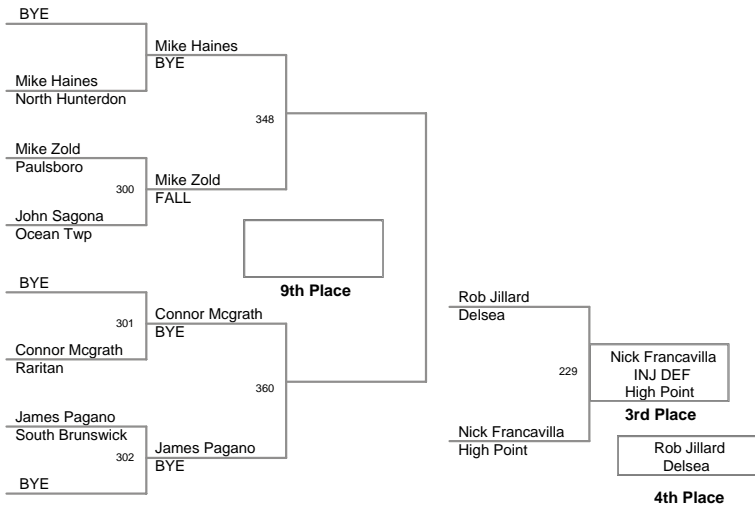 BYE
Mike Haines
BYE
Mike Haines
North Hunterdon
348
Mike Zold
Paulsboro
300
Mike Zold
FALL
John Sagona
Ocean Twp
9th Place
BYE
301
Connor Mcgrath
BYE
Connor Mcgrath
Raritan
360
James Pagano
South Brunswick
302
James Pagano
BYE
BYE
Rob Jillard
Delsea
229
Nick Francavilla
INJ DEF
High Point
3rd Place
Nick Francavilla
High Point
Rob Jillard
Delsea
4th Place